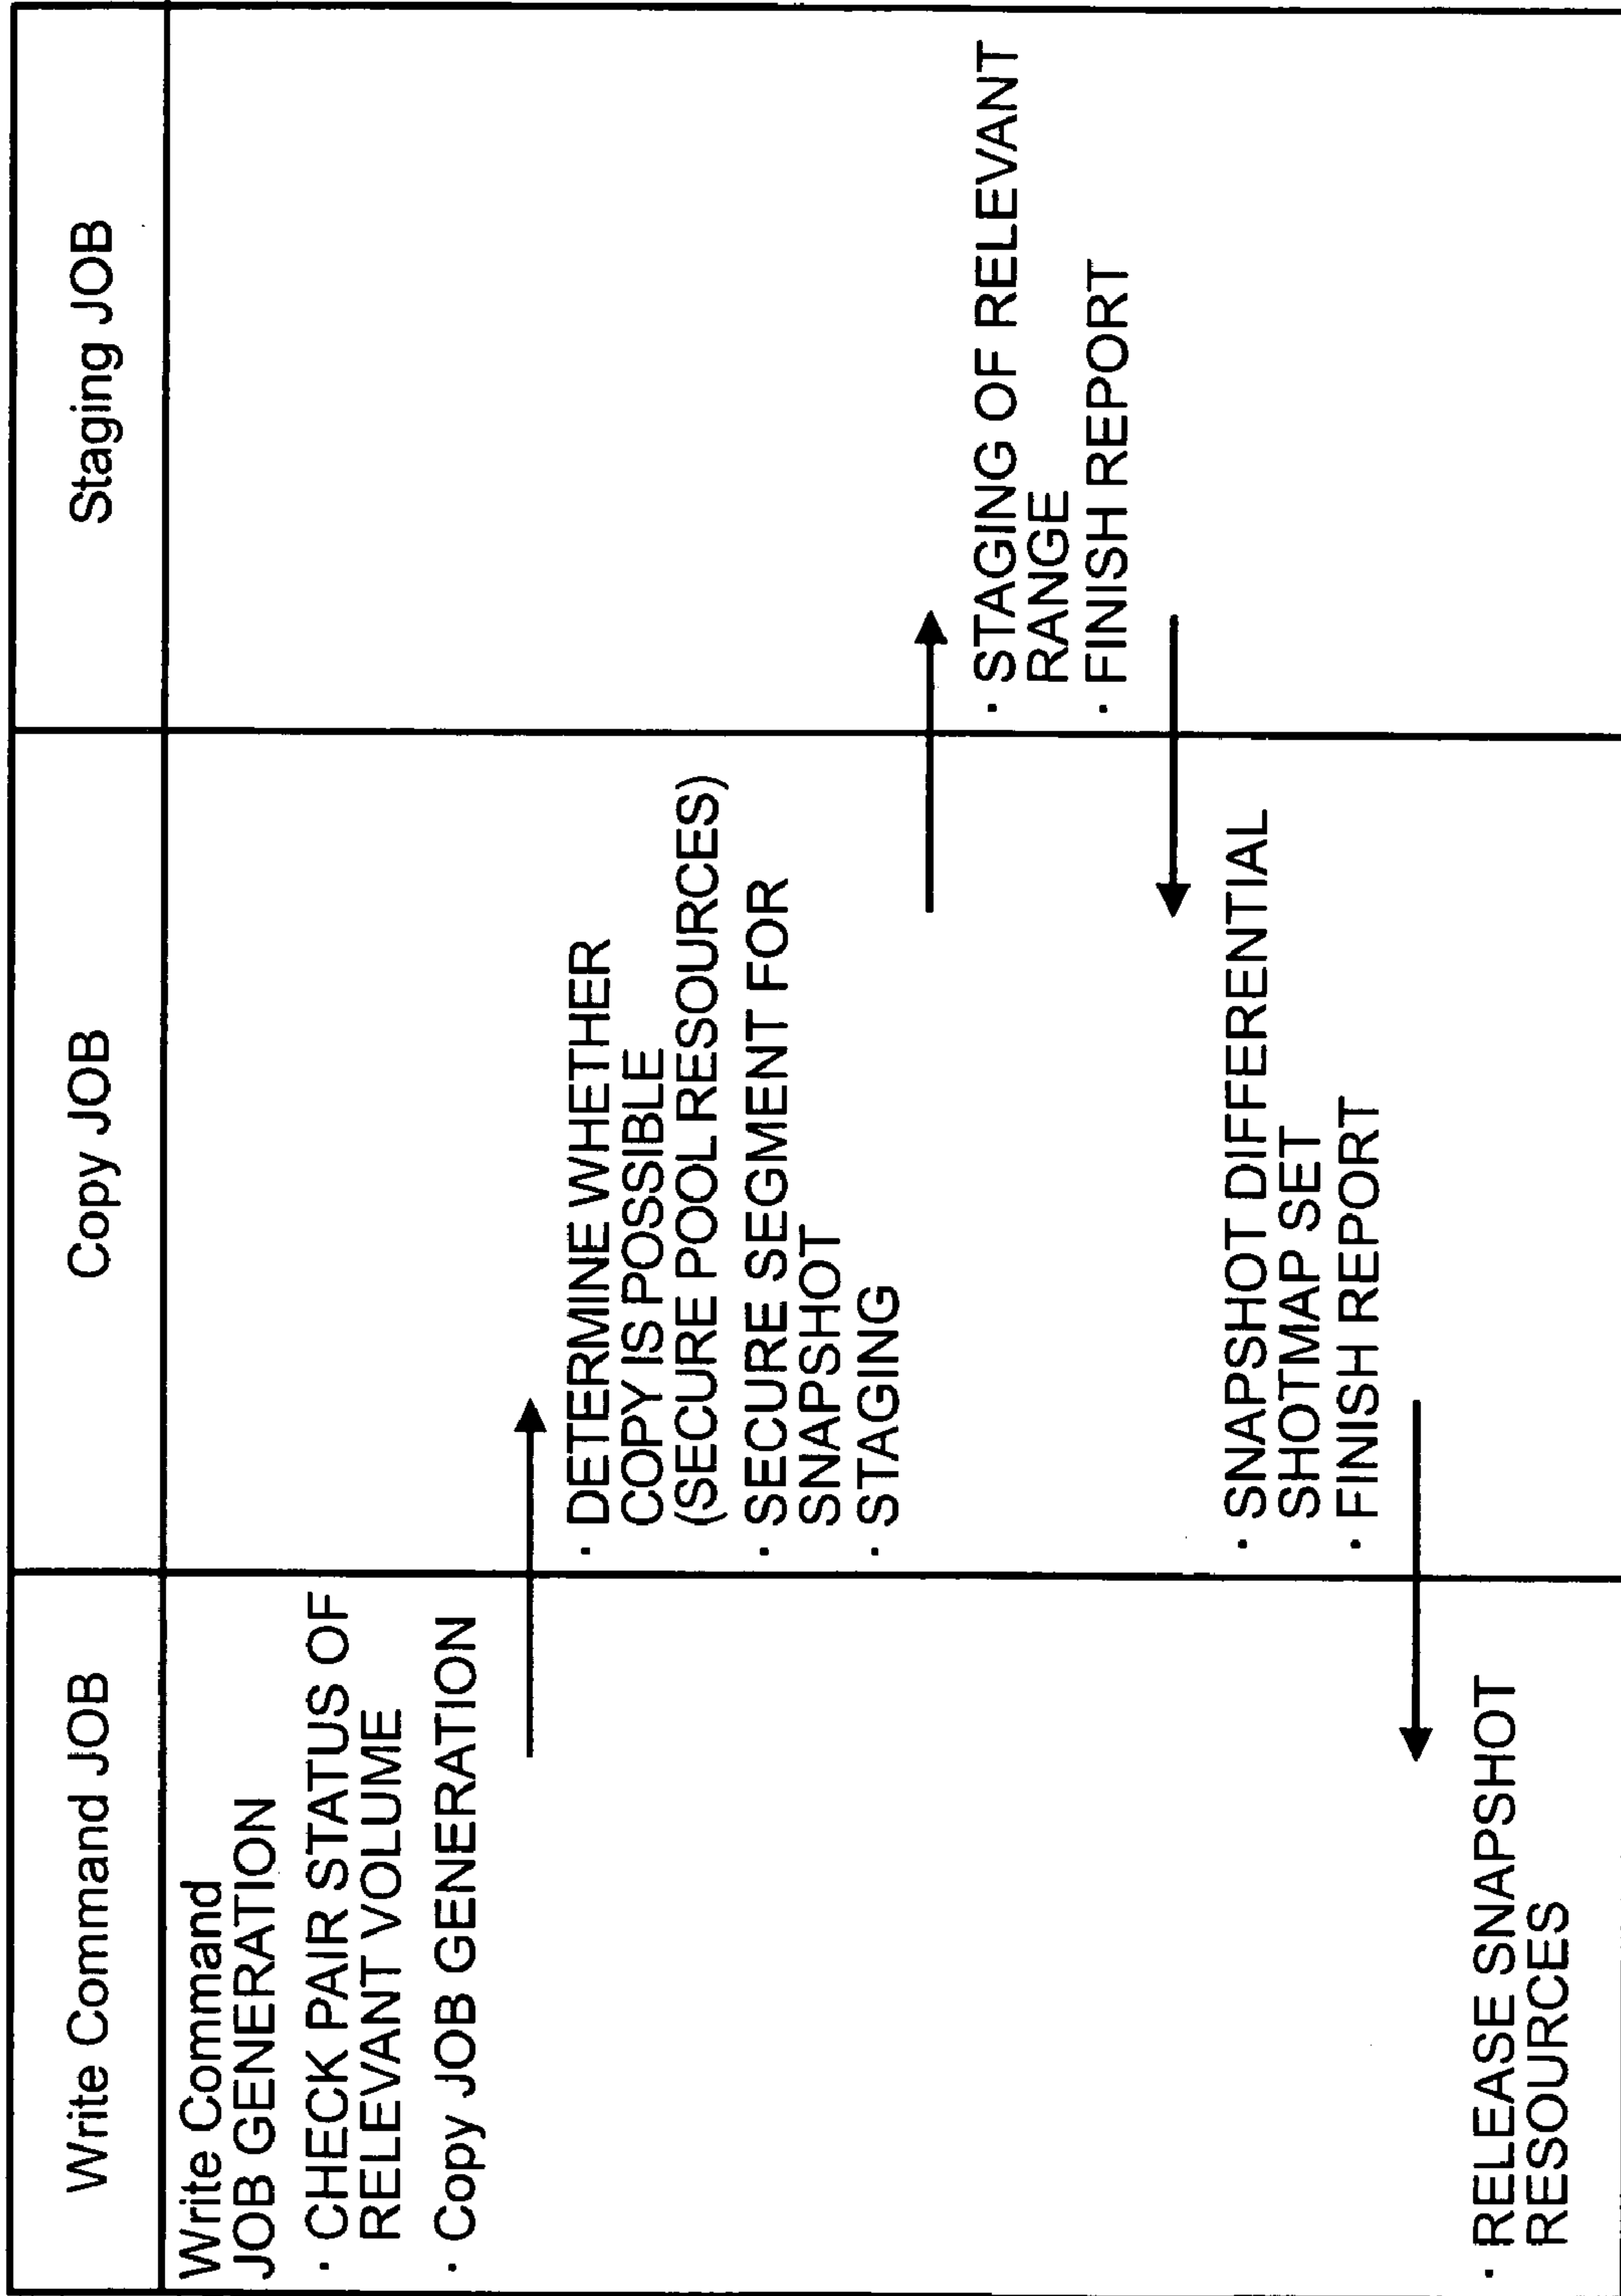 Write Command JOB
Copy JOB
Staging JOB
Write Command
JOB GENERATION
· CHECK PAIR STATUS OF
RELEVANT VOLUME
· Copy JOB GENERATION
· DETERMINE WHETHER
COPY IS POSSIBLE
(SECURE POOL RESOURCES)
· SECURE SEGMENT FOR
SNAPSHOT
· STAGING
· STAGING OF RELEVANT
RANGE
· FINISH REPORT
· SNAPSHOT DIFFERENTIAL
SHOTMAP SET
· FINISH REPORT
· RELEASE SNAPSHOT
RESOURCES